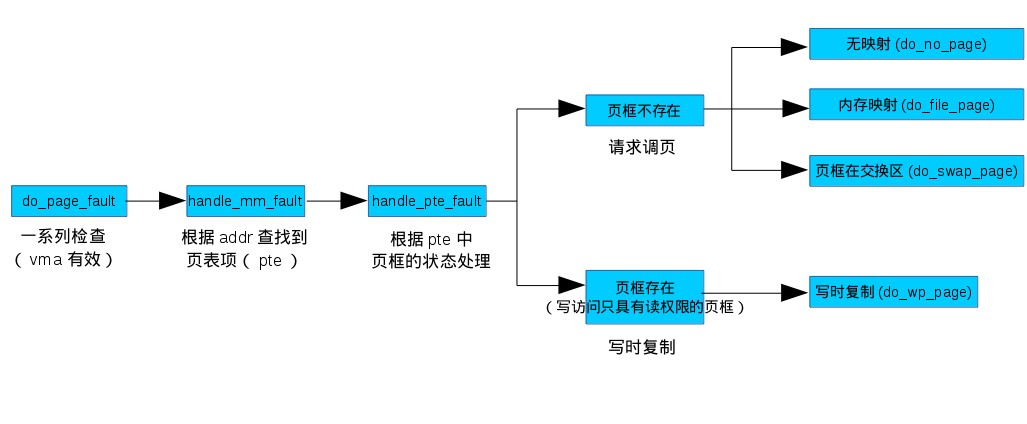 do_page_fault
一系列检查
（ vma 有效）
handle_mm_fault
根据 addr 查找到
页表项（ pte ）
handle_pte_fault
根据 pte 中
页框的状态处理
页框不存在
请求调页
无映射 (do_no_page)
内存映射 (do_file_page)
页框在交换区 (do_swap_page)
页框存在
（写访问只具有读权限的页框）
写时复制
写时复制 (do_wp_page)